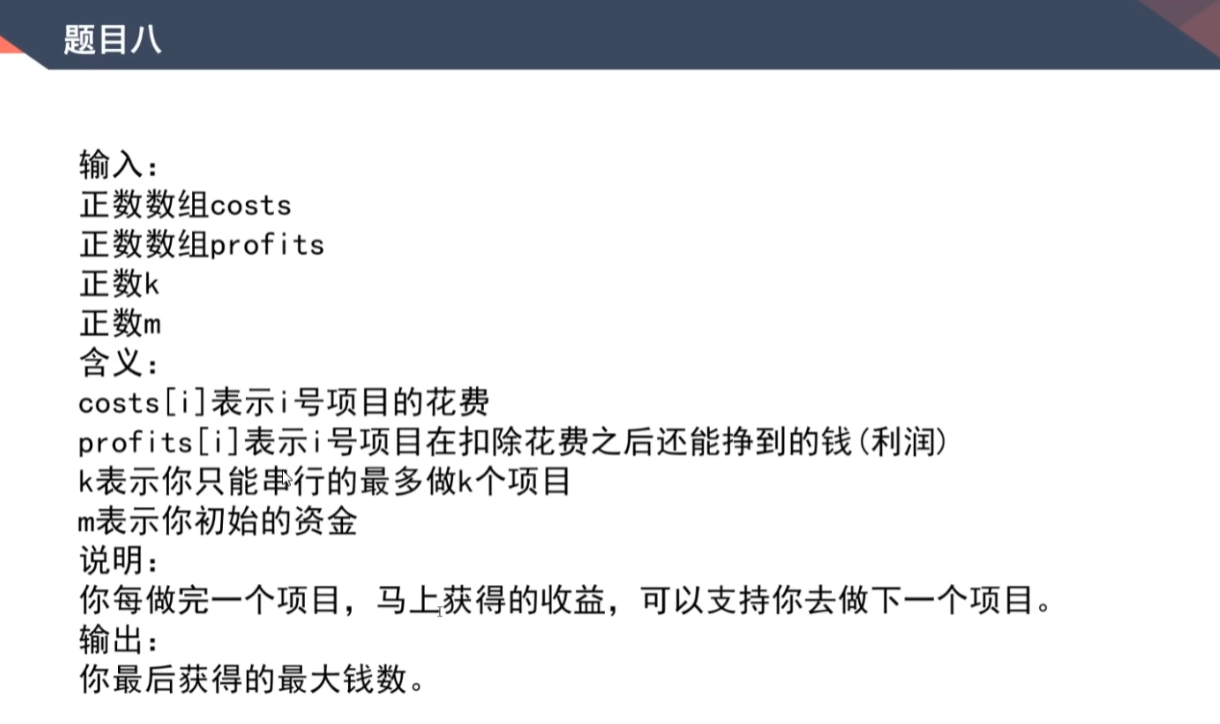 题目八
输入：
正数数组costs
正数数组profits
正数k
正数m
含义：
costs[i]表示i号项目的花费
profits[i]表示i号项目在扣除花费之后还能挣到的钱(利润)
k表示你只能串行的最多做k个项目
m表示你初始的资金
说明：
你每做完一个项目，马上获得的收益，可以支持你去做下一个项目。
输出：
你最后获得的最大钱数。